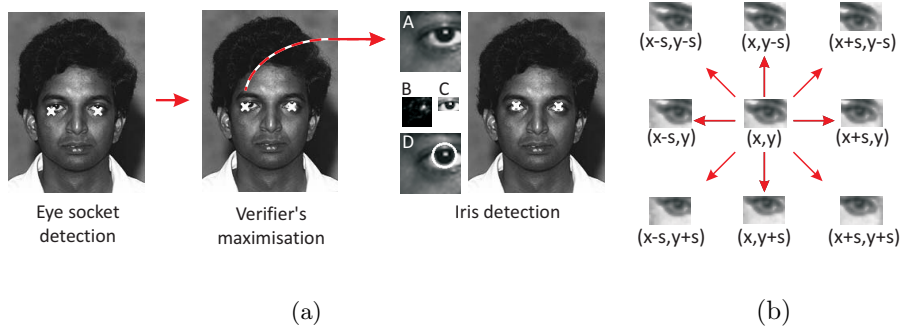 A
B
C
D
Eye socket
detection
Verifier's
maximisation
Iris detection
(a)
(x-s,y-s)
(x,y-s)
(x+s,y-s)
(x-s,y)
(x,y)
(x+s,y)
(x-s,y+s)
(x,y+s)
(x+s,y+s)
(b)